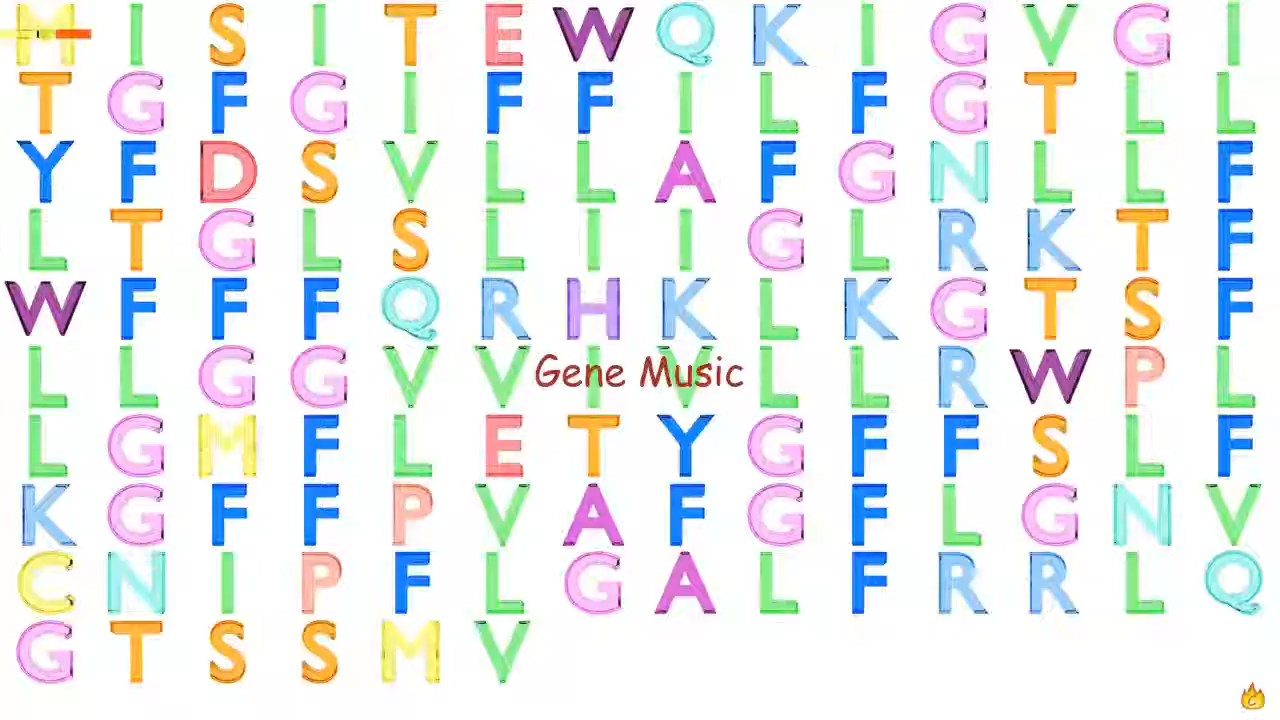 M I S I T E W Q K I G V G I
T G F G I F F I L F G T L L
Y F D S V L L A F G N L L F
L T G L S L I I G L R K T F
W F F F Q R H K L K G T S F
L L G G V V I V L L R W P L
Gene Music
L G M F L E T Y G F F S L F
K G F F P V A F G F L G N V
C N I P F L G A L F R R L Q
G T S S M V